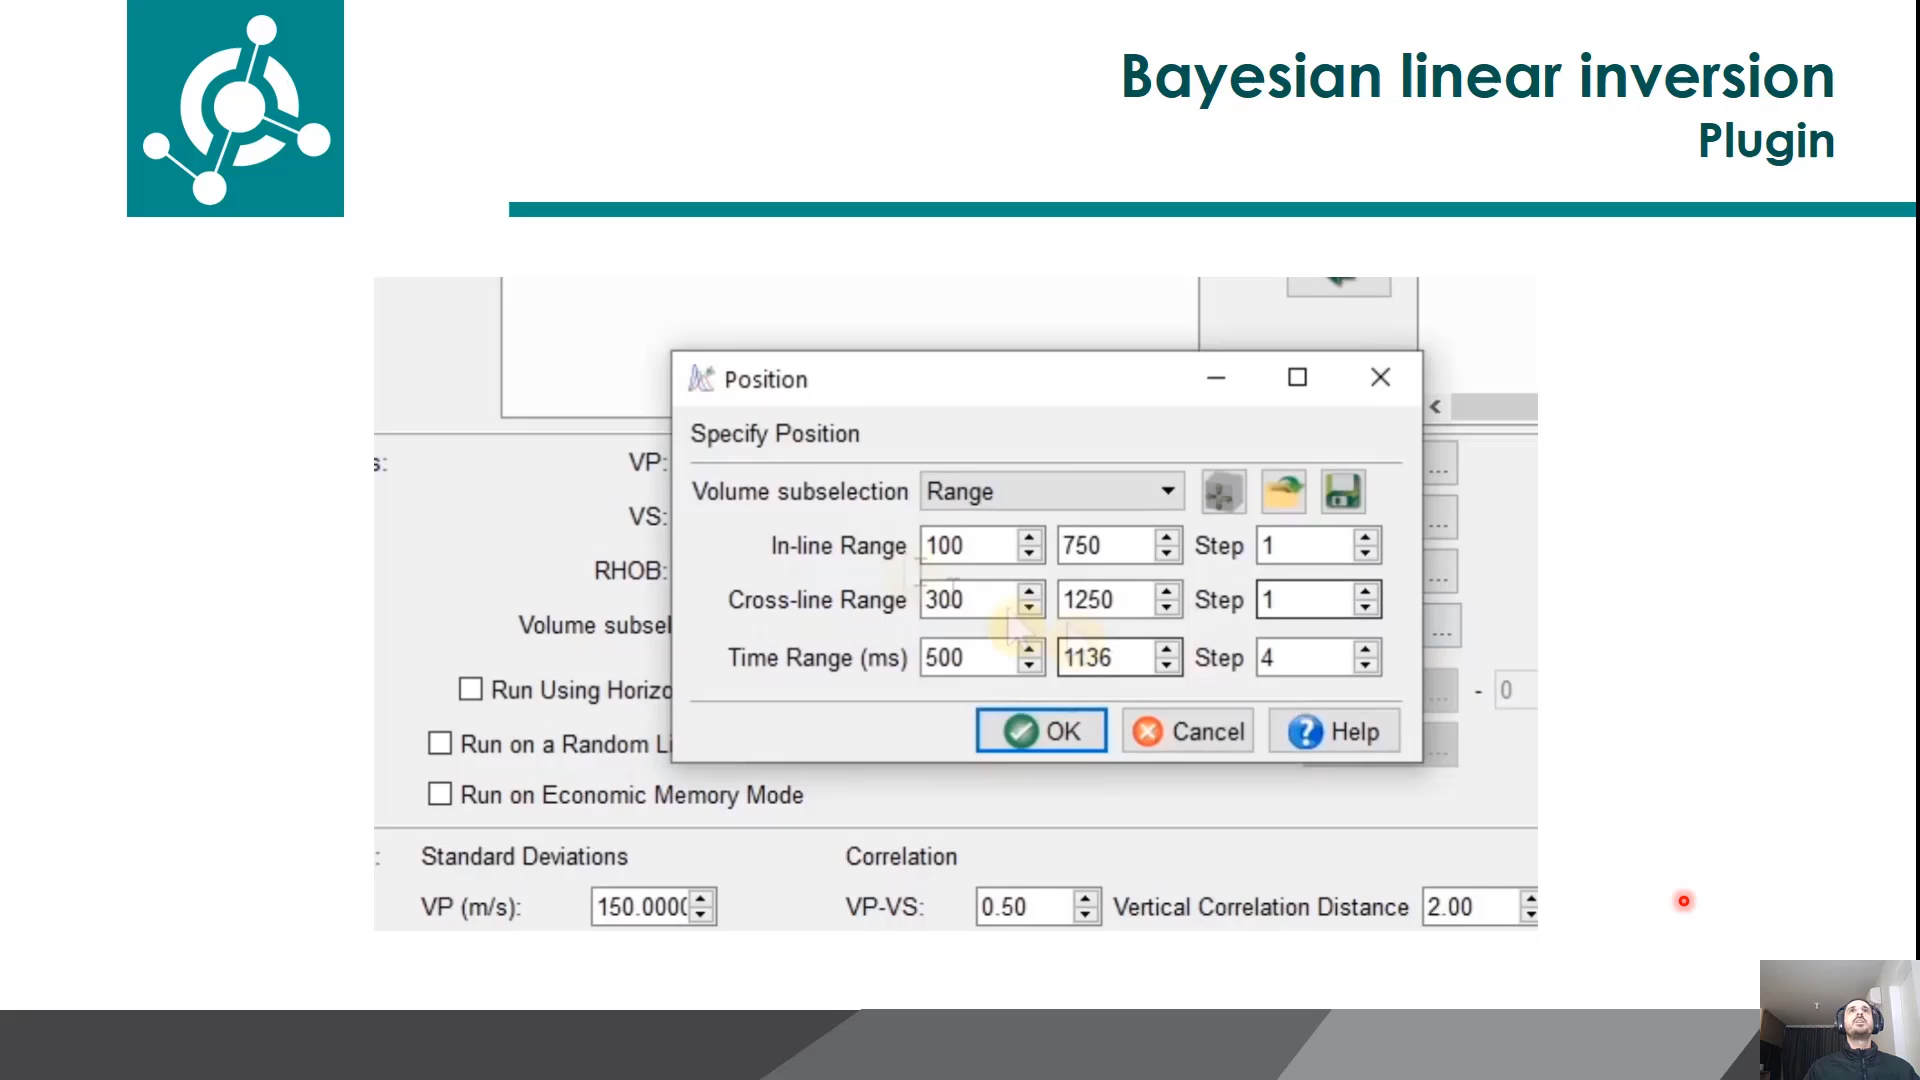 Bayesian linear inversion
Plugin
Position
Specify Position
Volume subselection Range
In-line Range 100 750 Step 1
Cross-line Range 300 1250 Step 1
Time Range (ms) 500 1136 Step 4
OK Cancel Help
s: VP: ...
VS: ...
RHOB: ...
Volume subsel ...
Run Using Horizo ... - 0
Run on a Random Li ...
Run on Economic Memory Mode
: Standard Deviations Correlation
VP (m/s): 150.000( VP-VS: 0.50 Vertical Correlation Distance 2.00